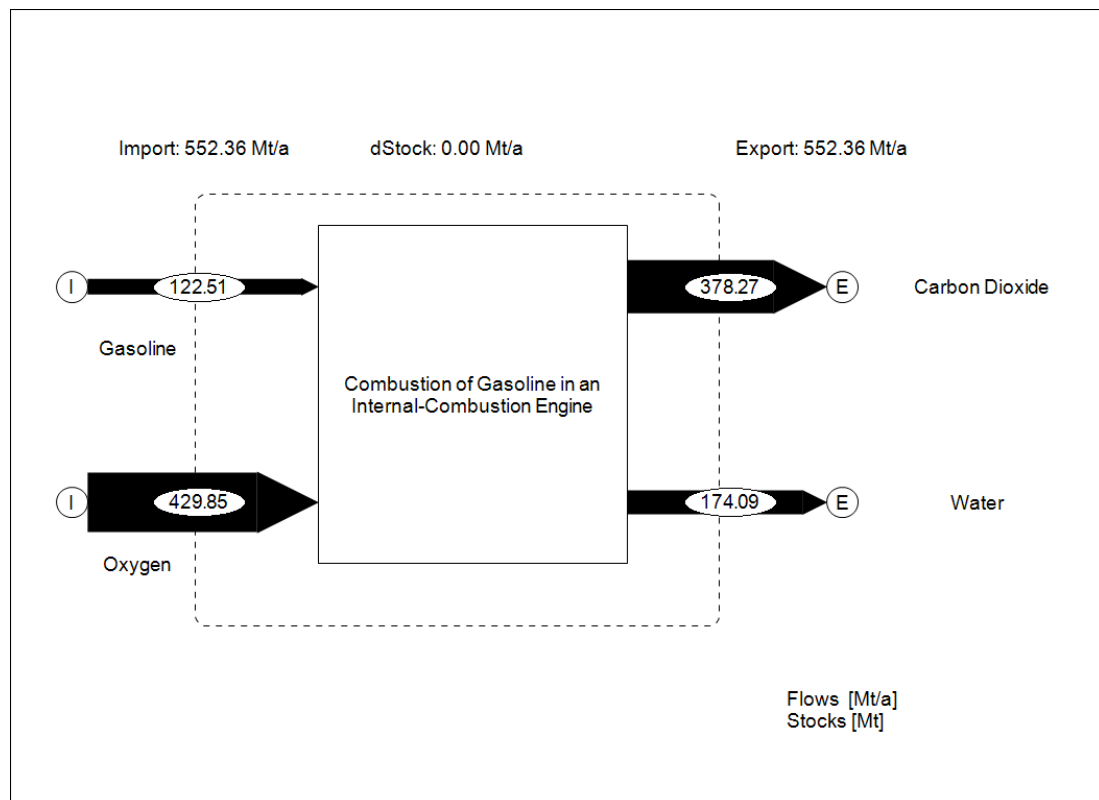 Import: 552.36 Mt/a
dStock: 0.00 Mt/a
Export: 552.36 Mt/a
I
122.51
378.27
E
Carbon Dioxide
Gasoline
Combustion of Gasoline in an
Internal-Combustion Engine
I
429.85
174.09
E
Water
Oxygen
Flows [Mt/a]
Stocks [Mt]